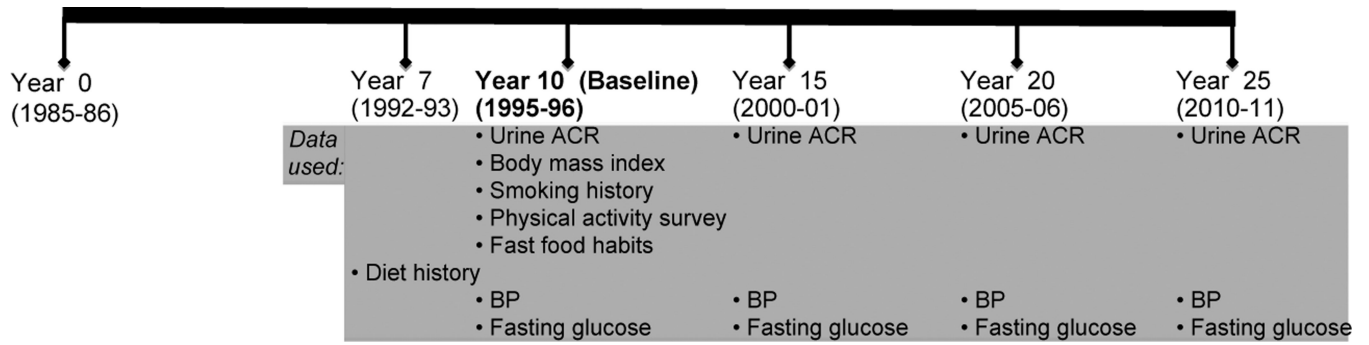 Year 0
(1985-86)
Year 7
(1992-93)
Year 10 (Baseline)
(1995-96)
Year 15
(2000-01)
Year 20
(2005-06)
Year 25
(2010-11)
Data
used:
• Urine ACR
• Urine ACR
• Urine ACR
• Urine ACR
• Body mass index
• Smoking history
• Physical activity survey
• Fast food habits
• Diet history
• BP
• BP
• BP
• BP
• Fasting glucose
• Fasting glucose
• Fasting glucose
• Fasting glucose